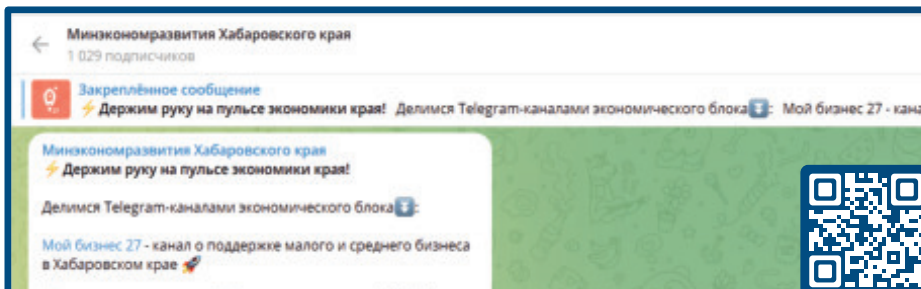 Минэкономразвития Хабаровского края
1 029 подписчиков
Закреплённое сообщение
⚡Держим руку на пульсе экономики края! Делимся Telegram-каналами экономического блока⏬: Мой бизнес 27 - кана
Минэкономразвития Хабаровского края
⚡Держим руку на пульсе экономики края!
Делимся Telegram-каналами экономического блока⏬:
Мой бизнес 27 - канал о поддержке малого и среднего бизнеса
в Хабаровском крае 🚀